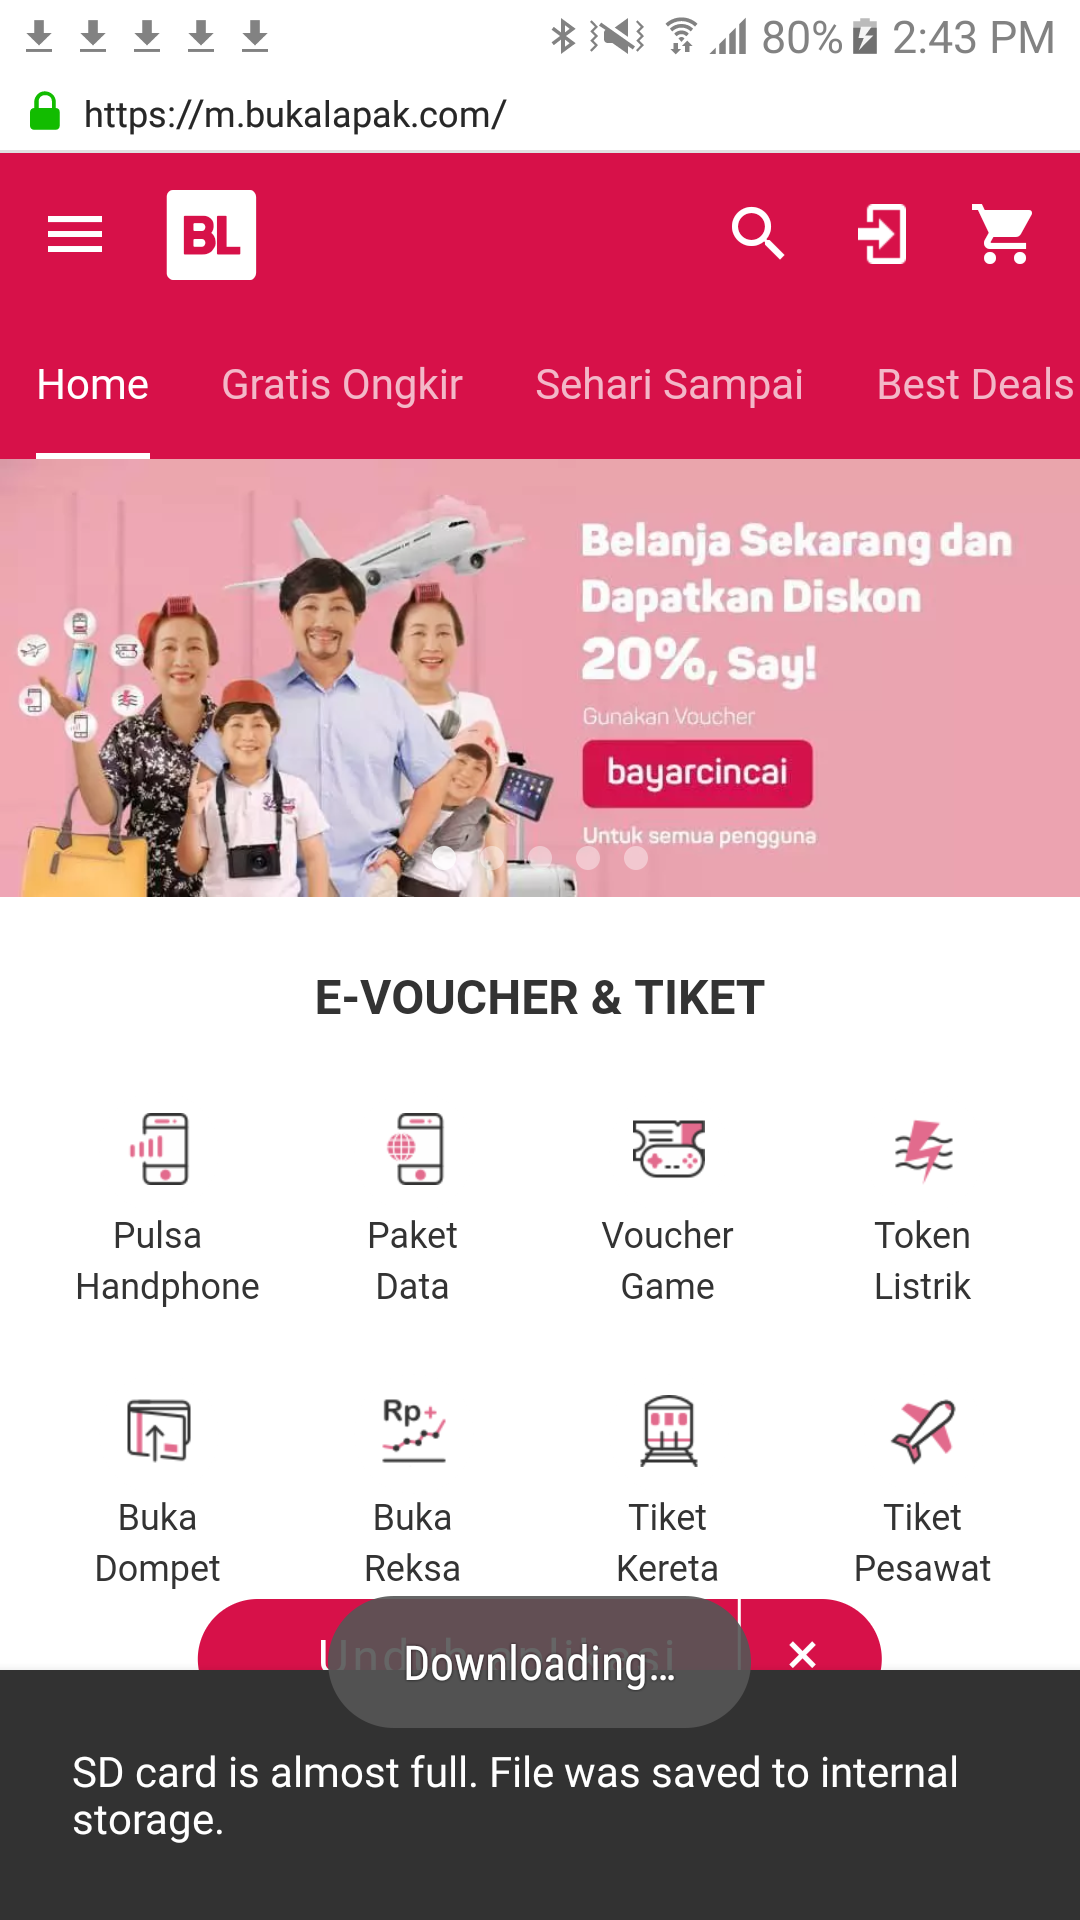 80% 2:43 PM
https://m.bukalapak.com/
BL
Home Gratis Ongkir Sehari Sampai Best Deals
Belanja Sekarang dan
Dapatkan Diskon
20%, Say!
Gunakan Voucher
bayarcincai
Untuk semua pengguna
E-VOUCHER & TIKET
Pulsa Handphone
Paket Data
Voucher Game
Token Listrik
Rp+
Buka Dompet
Buka Reksa
Tiket Kereta
Tiket Pesawat
Unduh aplikasi
Downloading...
SD card is almost full. File was saved to internal
storage.